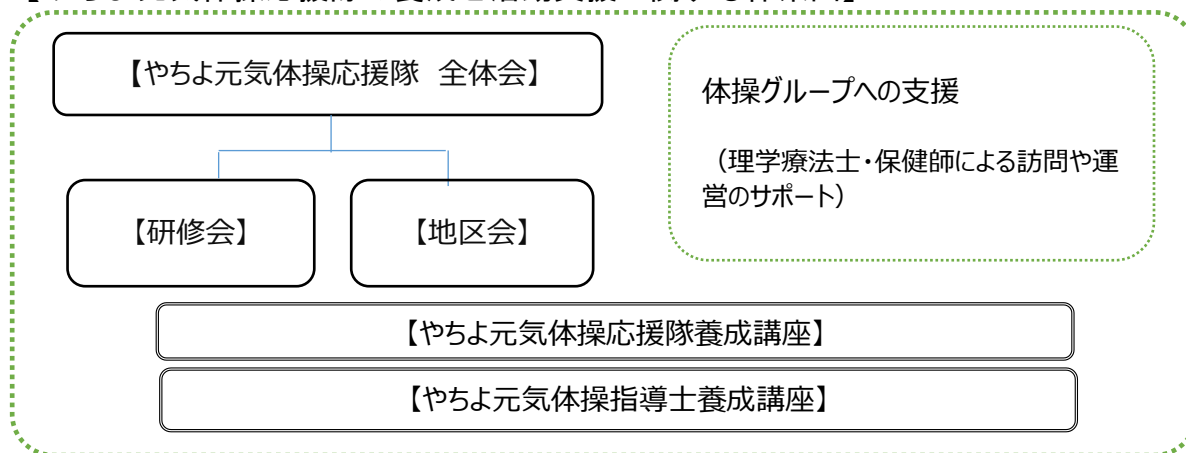 【やちよ元気体操応援隊 全体会】
体操グループへの支援
（理学療法士・保健師による訪問や運
営のサポート）
【研修会】
【地区会】
【やちよ元気体操応援隊養成講座】
【やちよ元気体操指導士養成講座】